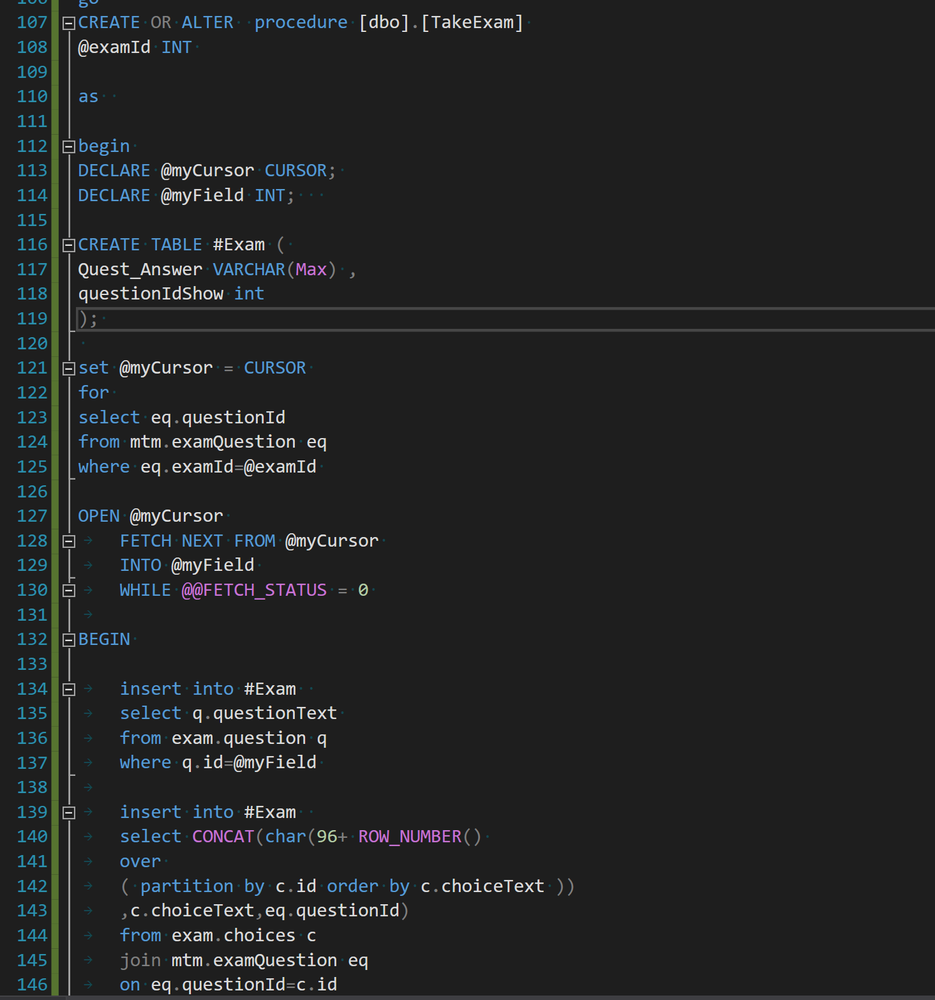 106 go
107 CREATE OR ALTER  procedure [dbo].[TakeExam]
108 @examId INT
109
110 as
111
112 begin
113 DECLARE @myCursor CURSOR;
114 DECLARE @myField INT;
115
116 CREATE TABLE #Exam (
117 Quest_Answer VARCHAR(Max) ,
118 questionIdShow int
119 );
120
121 set @myCursor = CURSOR
122 for
123 select eq.questionId
124 from mtm.examQuestion eq
125 where eq.examId=@examId
126
127 OPEN @myCursor
128     FETCH NEXT FROM @myCursor
129     INTO @myField
130     WHILE @@FETCH_STATUS = 0
131
132 BEGIN
133
134     insert into #Exam
135     select q.questionText
136     from exam.question q
137     where q.id=@myField
138
139     insert into #Exam
140     select CONCAT(char(96+ ROW_NUMBER()
141     over
142     ( partition by c.id order by c.choiceText ))
143     ,c.choiceText,eq.questionId)
144     from exam.choices c
145     join mtm.examQuestion eq
146     on eq.questionId=c.id